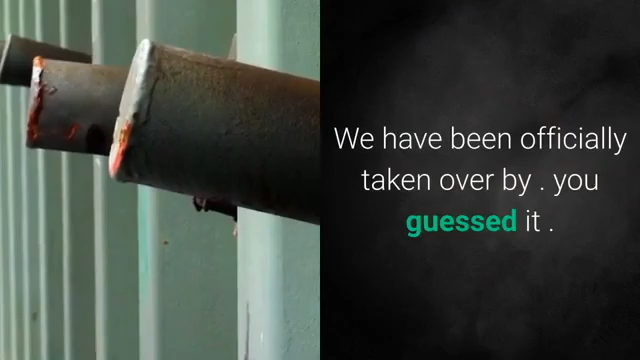 We have been officially
taken over by . you
guessed it .